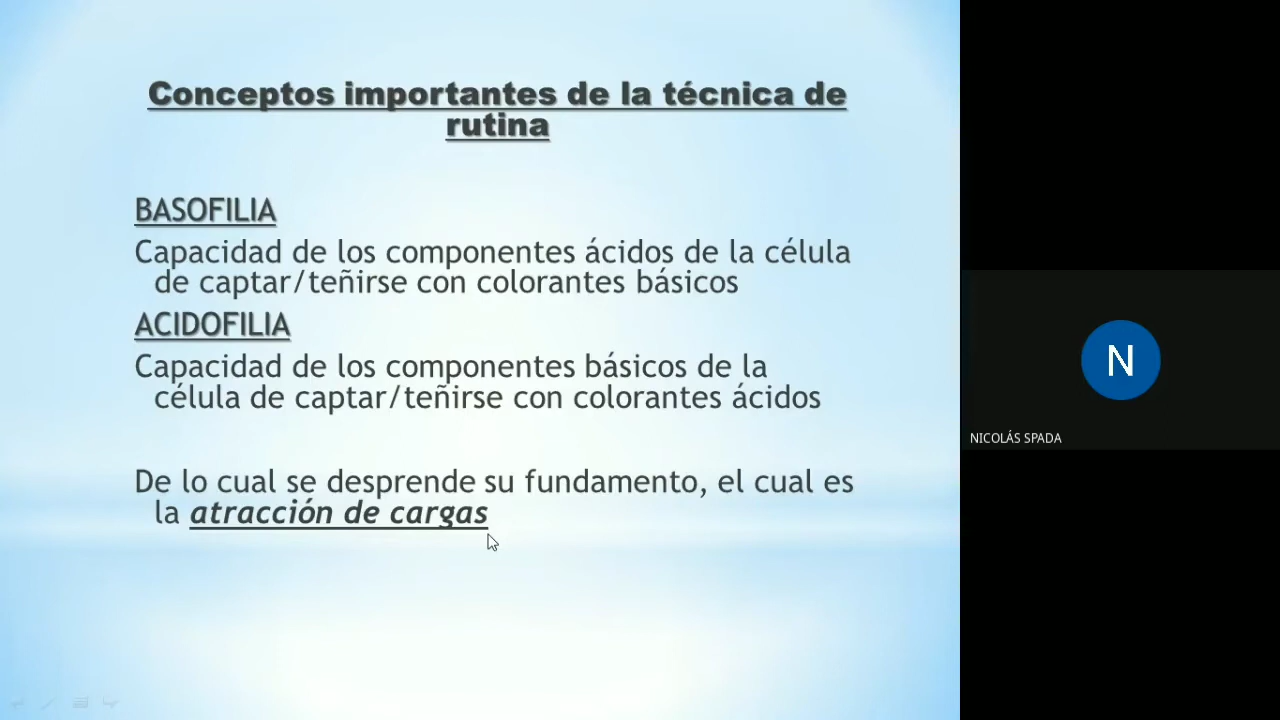 Conceptos importantes de la técnica de
rutina
BASOFILIA
Capacidad de los componentes ácidos de la célula
de captar/teñirse con colorantes básicos
ACIDOFILIA
Capacidad de los componentes básicos de la
célula de captar/teñirse con colorantes ácidos
De lo cual se desprende su fundamento, el cual es
la atracción de cargas
N
NICOLÁS SPADA